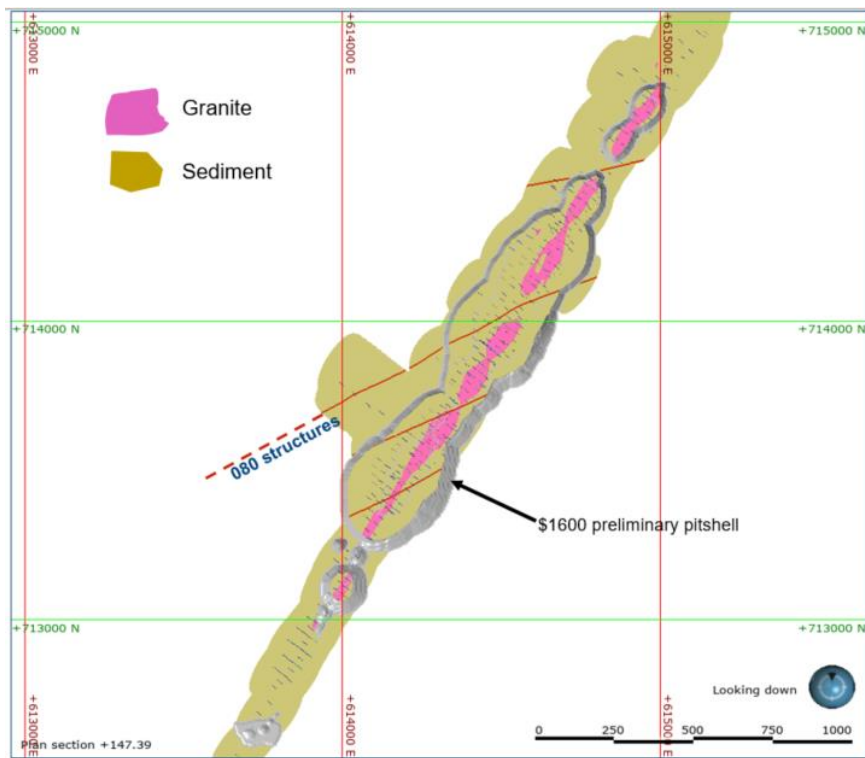 +613000 E
+614000 E
+615000 E
+715000 N
+715000 N
Granite
Sediment
+714000 N
+714000 N
080 structures
$1600 preliminary pitshell
+713000 N
+713000 N
Looking down
+613000 E
+614000 E
+615000 E
Plan section +147.39
0 250 500 750 1000